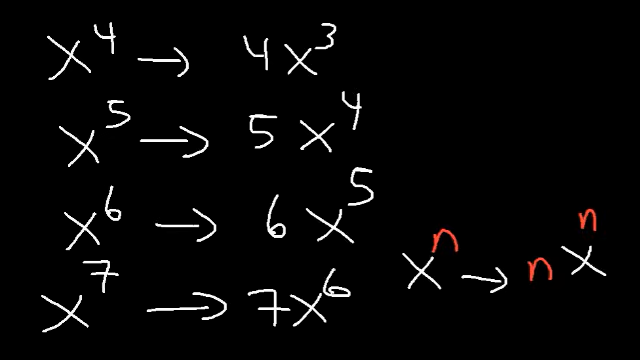 x⁴ → 4x³
x⁵ → 5x⁴
x⁶ → 6x⁵
x⁷ → 7x⁶
xⁿ → nxⁿ